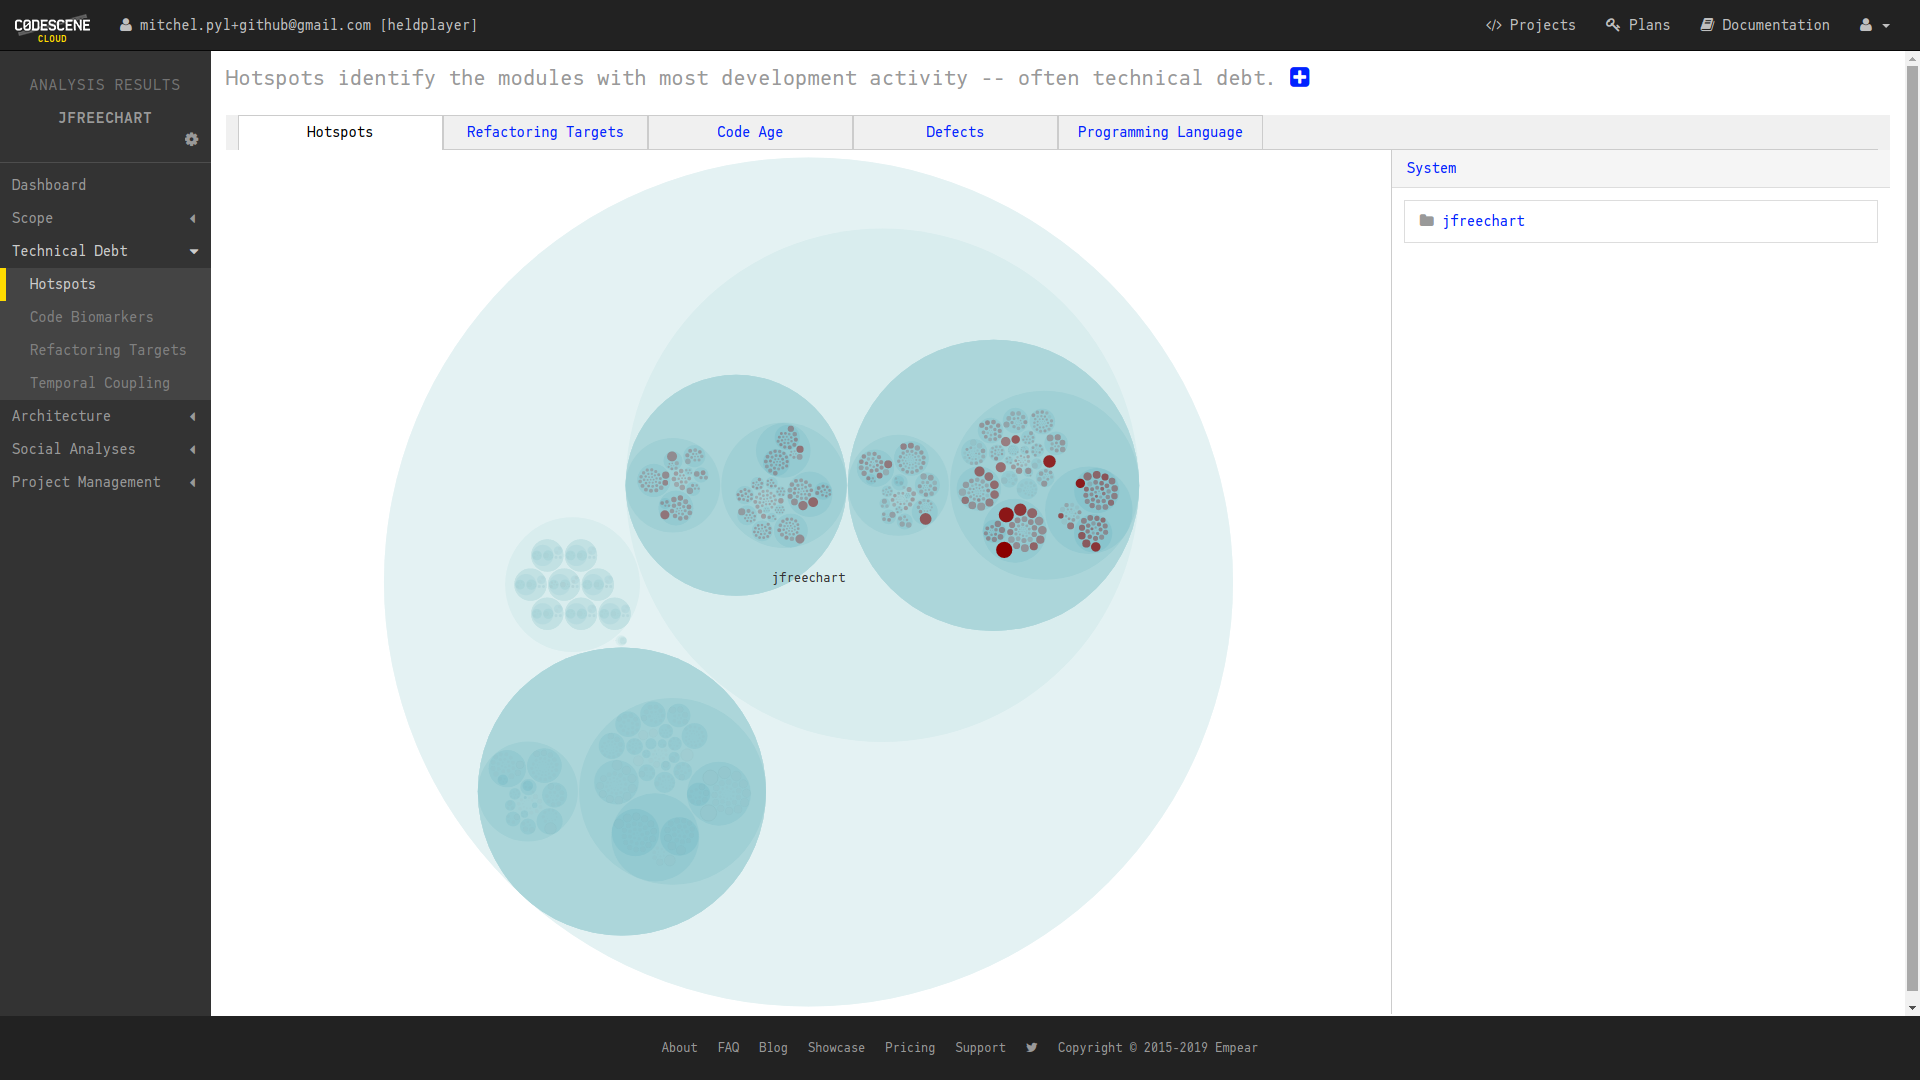 CODESCENE
CLOUD
mitchel.pyl+github@gmail.com [heldplayer]
Projects
Plans
Documentation
ANALYSIS RESULTS
JFREECHART
Dashboard
Scope
Technical Debt
Hotspots
Code Biomarkers
Refactoring Targets
Temporal Coupling
Architecture
Social Analyses
Project Management
Hotspots identify the modules with most development activity -- often technical debt.
Hotspots
Refactoring Targets
Code Age
Defects
Programming Language
System
jfreechart
jfreechart
About
FAQ
Blog
Showcase
Pricing
Support
Copyright © 2015-2019 Empear